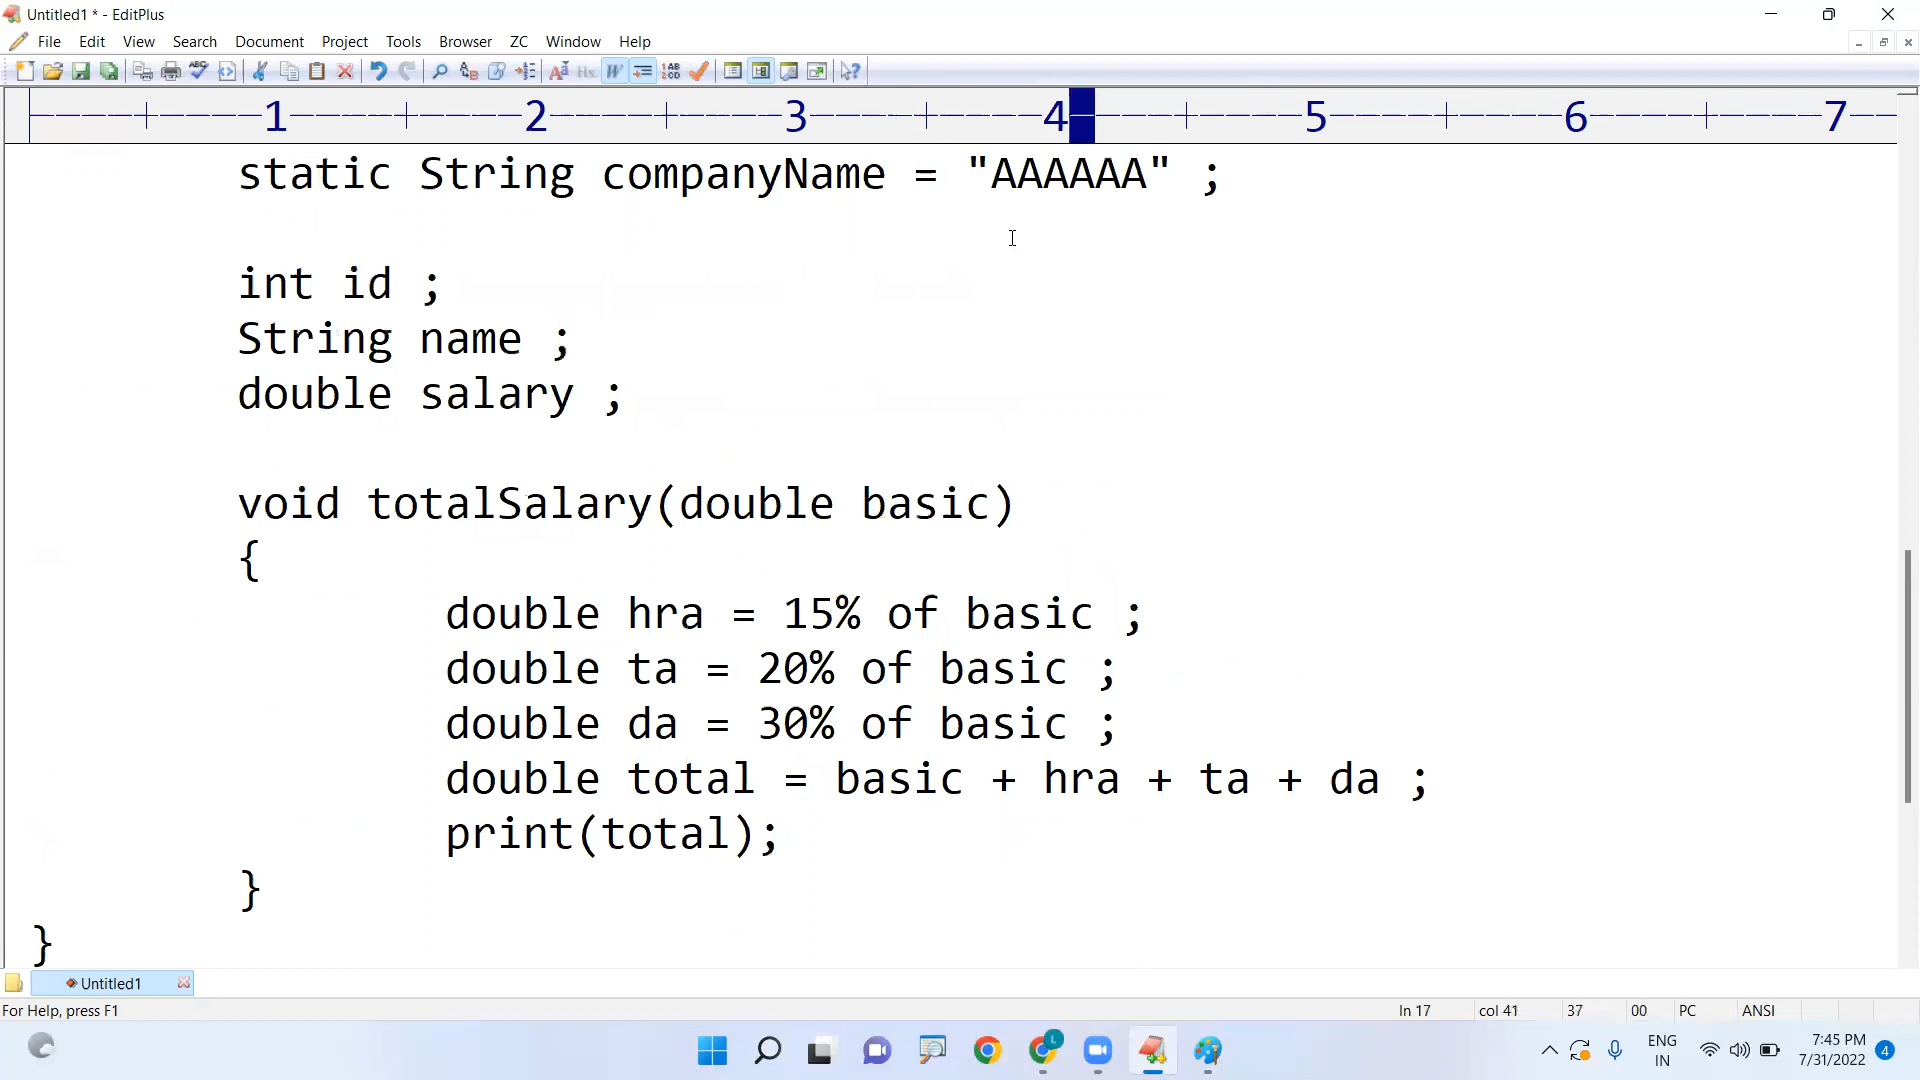 Untitled1 * - EditPlus
File Edit View Search Document Project Tools Browser ZC Window Help
1 2 3 4 5 6 7
static String companyName = "AAAAAA" ;
int id ;
String name ;
double salary ;
void totalSalary(double basic)
{
double hra = 15% of basic ;
double ta = 20% of basic ;
double da = 30% of basic ;
double total = basic + hra + ta + da ;
print(total);
}
}
Untitled1
For Help, press F1 ln 17 col 41 37 00 PC ANSI
ENG
IN
7:45 PM
7/31/2022
4